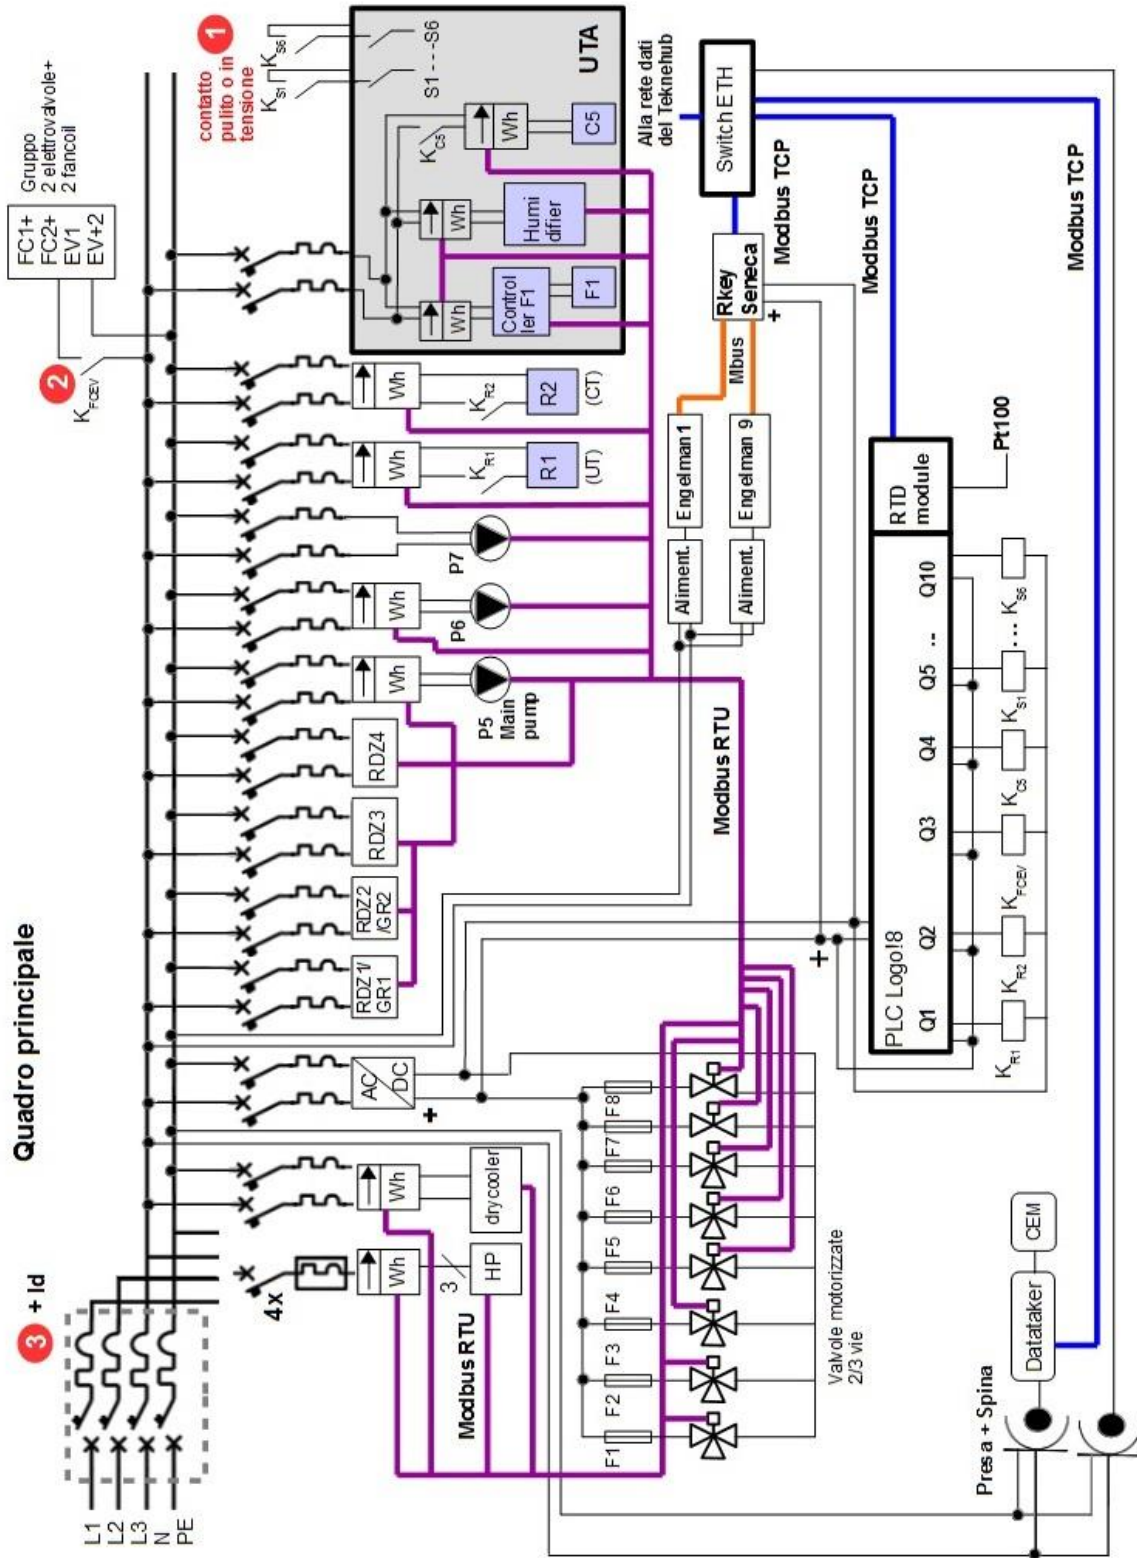 Quadro principale
3
+ Id
L1
L2
L3
N
PE
4x
Wh
3
HP
Modbus RTU
Wh
drycooler
AC
DC
+
RDZ1/
GR1
RDZ2
/GR2
RDZ3
RDZ4
Wh
P5
Main
pump
Wh
P6
P7
Wh
KR1
R1
(UT)
Wh
KR2
R2
(CT)
2
KFCEV
FC1+
FC2+
EV1
EV+2
Gruppo
2 elettrovalvole+
2 fancoil
1
contatto
pulito o in
tensione
KS1
KS6
S1 ----S6
UTA
Wh
Control
ler F1
F1
Wh
Humi
difier
KC5
Wh
C5
Alla rete dati
del Teknehub
Switch ETH
Modbus TCP
Modbus TCP
Modbus TCP
Rkey
Seneca
+
Mbus
Engelman 1
Engelman 9
Aliment.
Aliment.
Modbus RTU
F1
F2
F3
F4
F5
F6
F7
F8
Valvole motorizzate
2/3 vie
+
PLC Logo!8
RTD
module
Pt100
Q1
Q2
Q3
Q4
Q5
..
Q10
KR1
KR2
KFCEV
KC5
KS1
...
KS6
Presa + Spina
Datataker
CEM